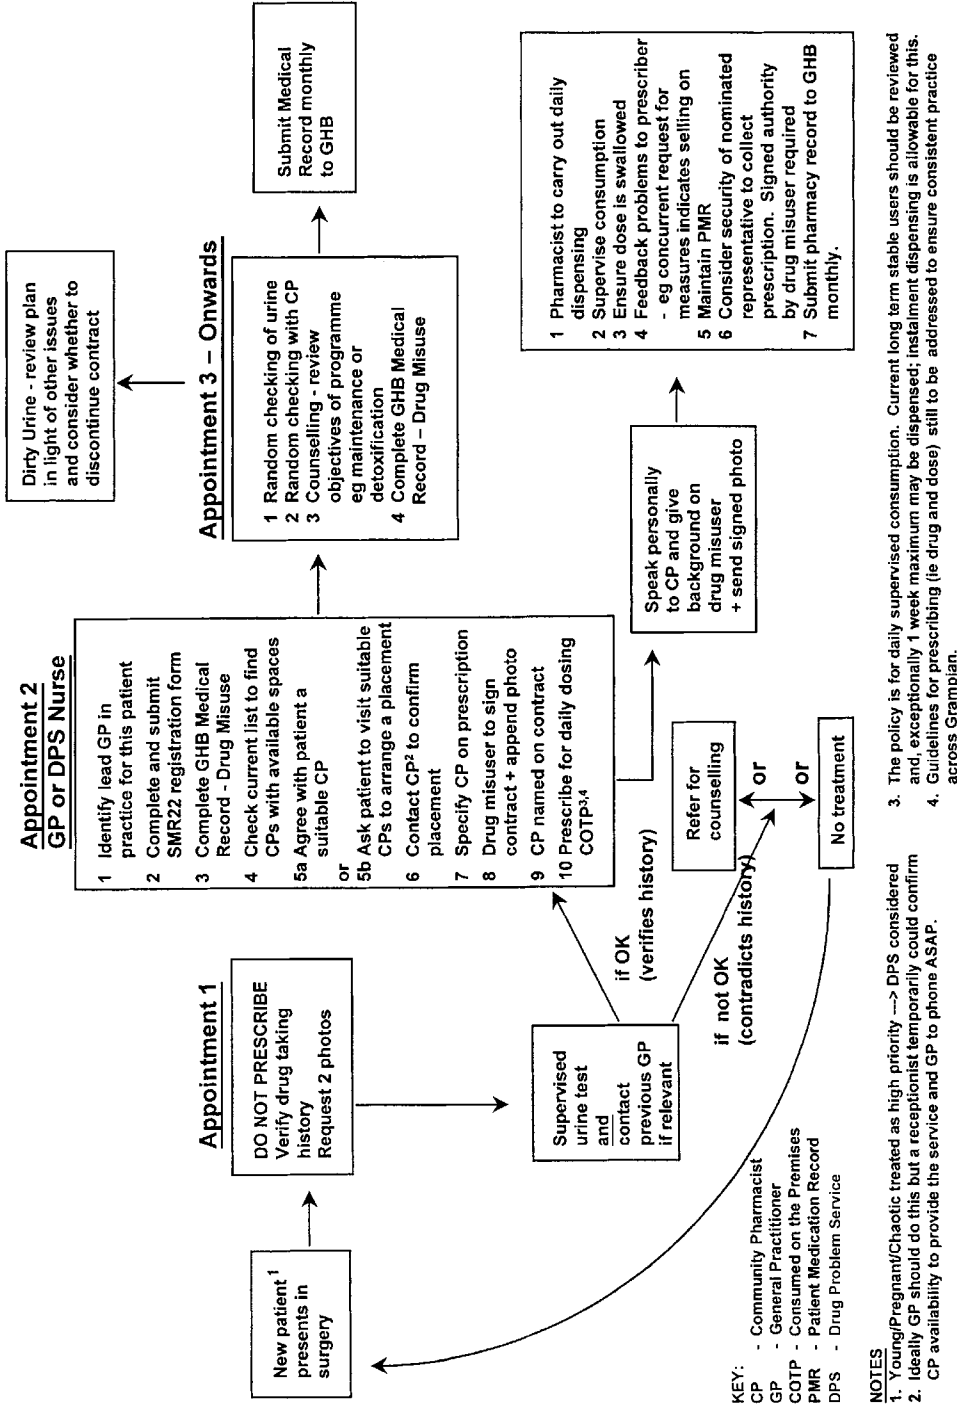 New patient1
presents in
surgery
Appointment 1
DO NOT PRESCRIBE
Verify drug taking
history
Request 2 photos
Supervised
urine test
and contact
previous GP
if relevant
if OK
(verifies history)
if not OK
(contradicts history)
Refer for
counselling
or
or
No treatment
Appointment 2
GP or DPS Nurse
1 Identify lead GP in
practice for this patient
2 Complete and submit
SMR22 registration form
3 Complete GHB Medical
Record - Drug Misuse
4 Check current list to find
CPs with available spaces
5a Agree with patient a
suitable CP
or
5b Ask patient to visit suitable
CPs to arrange a placement
6 Contact CP2 to confirm
placement
7 Specify CP on prescription
8 Drug misuser to sign
contract + append photo
9 CP named on contract
10 Prescribe for daily dosing
COTP3,4
Speak personally
to CP and give
background on
drug misuser
+ send signed photo
Dirty Urine - review plan
in light of other issues
and consider whether to
discontinue contract
Appointment 3 – Onwards
1 Random checking of urine
2 Random checking with CP
3 Counselling - review
objectives of programme
eg maintenance or
detoxification
4 Complete GHB Medical
Record – Drug Misuse
Submit Medical
Record monthly
to GHB
1 Pharmacist to carry out daily
dispensing
2 Supervise consumption
3 Ensure dose is swallowed
4 Feedback problems to prescriber
- eg concurrent request for
measures indicates selling on
5 Maintain PMR
6 Consider security of nominated
representative to collect
prescription. Signed authority
by drug misuser required
7 Submit pharmacy record to GHB
monthly.
KEY:
CP - Community Pharmacist
GP - General Practitioner
COTP - Consumed on the Premises
PMR - Patient Medication Record
DPS - Drug Problem Service
NOTES
1. Young/Pregnant/Chaotic treated as high priority ---> DPS considered
2. Ideally GP should do this but a receptionist temporarily could confirm
CP availability to provide the service and GP to phone ASAP.
3. The policy is for daily supervised consumption. Current long term stable users should be reviewed
and, exceptionally 1 week maximum may be dispensed; instalment dispensing is allowable for this.
4. Guidelines for prescribing (ie drug and dose) still to be addressed to ensure consistent practice
across Grampian.